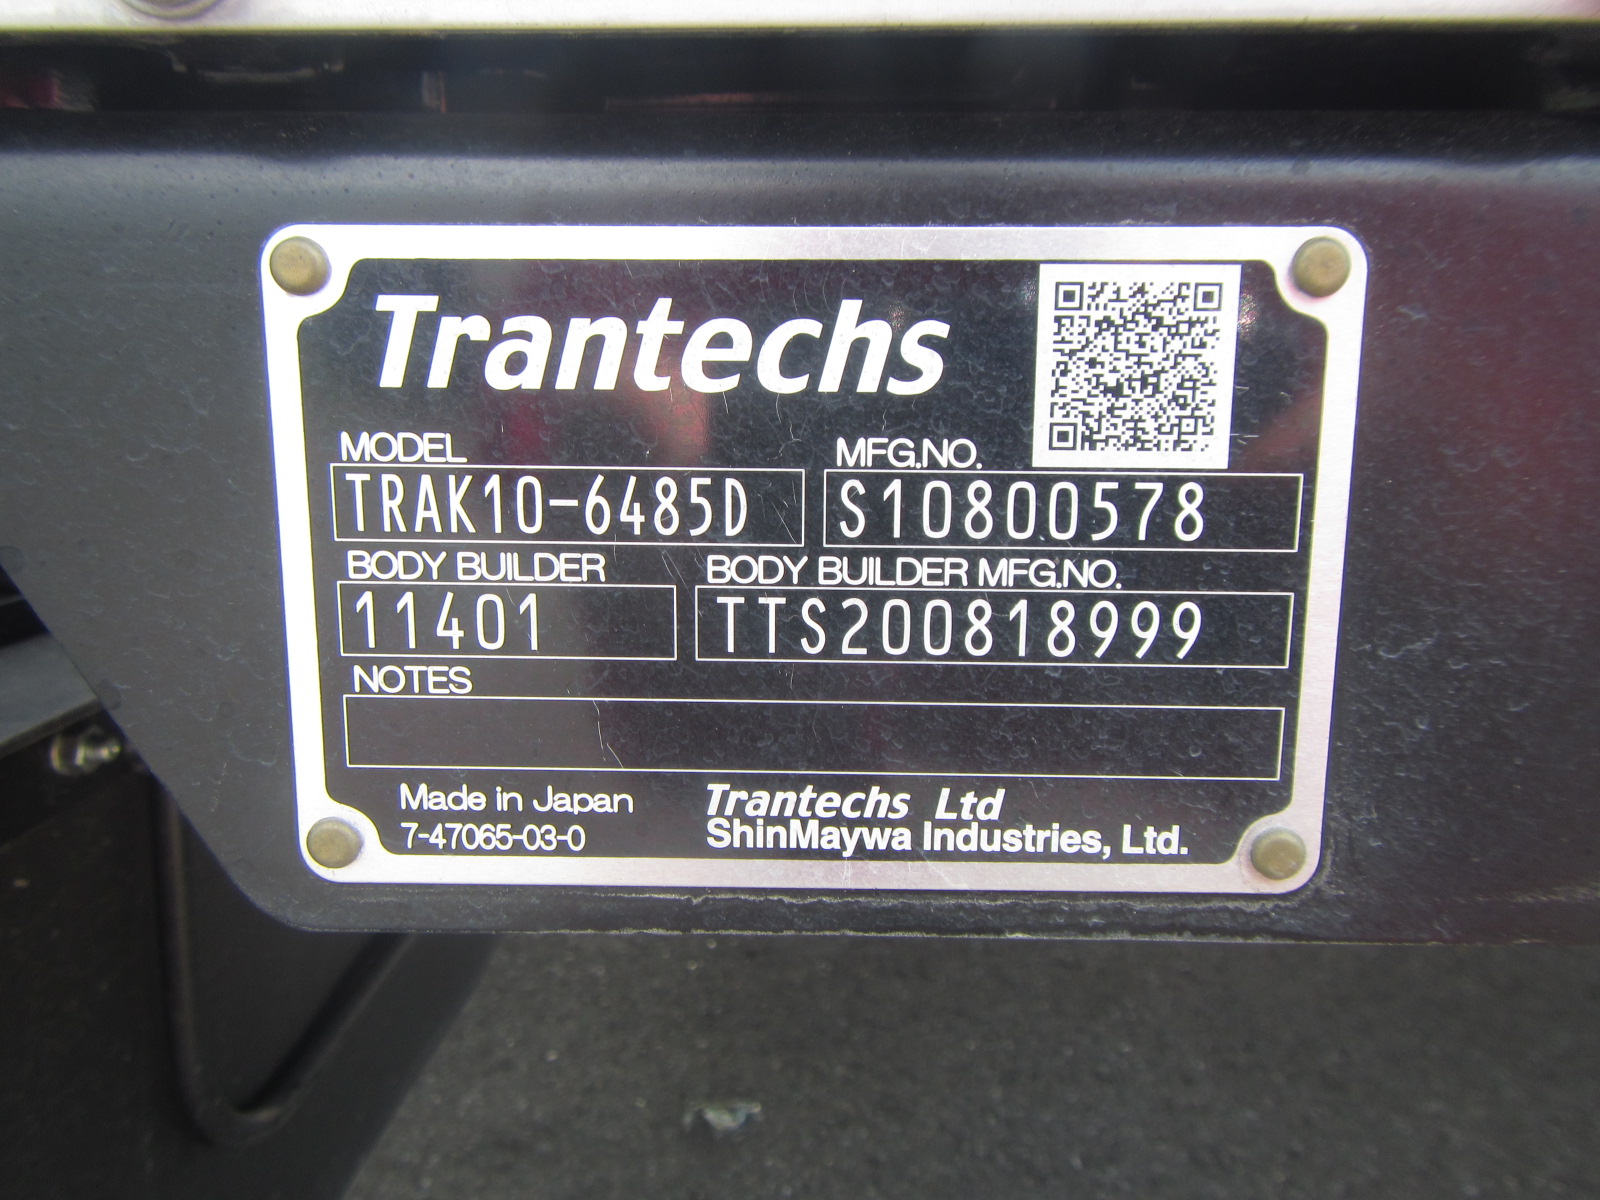 Trantechs
MODEL MFG.NO.
TRAK10-6485D S10800578
BODY BUILDER BODY BUILDER MFG.NO.
11401 TTS200818999
NOTES
Made in Japan Trantechs Ltd
7-47065-03-0 ShinMaywa Industries, Ltd.